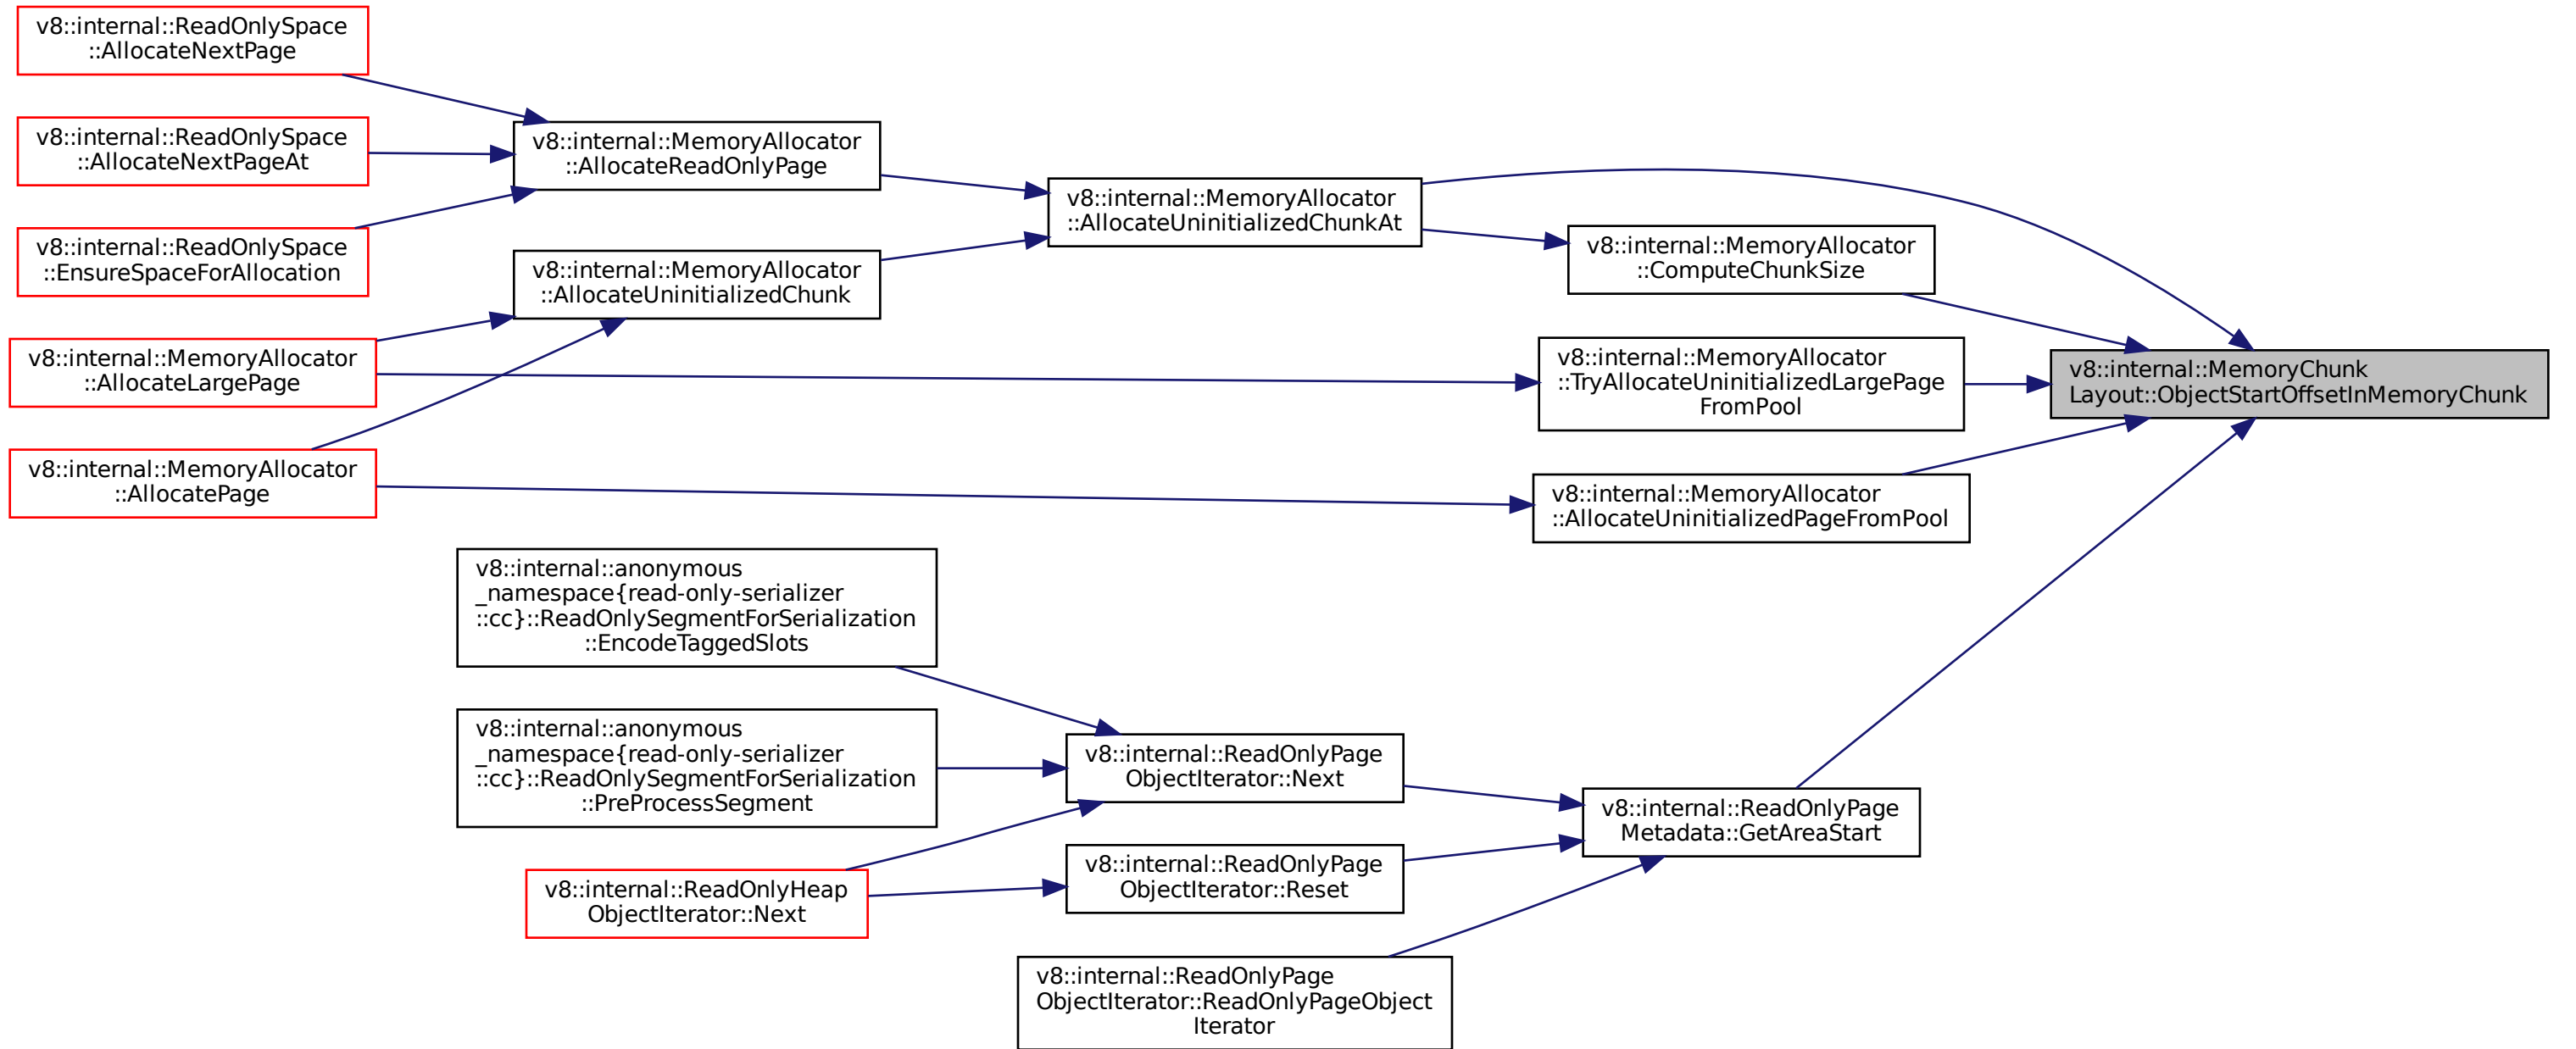 v8::internal::ReadOnlySpace
::AllocateNextPage
v8::internal::ReadOnlySpace
::AllocateNextPageAt
v8::internal::ReadOnlySpace
::EnsureSpaceForAllocation
v8::internal::MemoryAllocator
::AllocateLargePage
v8::internal::MemoryAllocator
::AllocatePage
v8::internal::MemoryAllocator
::AllocateReadOnlyPage
v8::internal::MemoryAllocator
::AllocateUninitializedChunk
v8::internal::anonymous
_namespace{read-only-serializer
::cc}::ReadOnlySegmentForSerialization
::EncodeTaggedSlots
v8::internal::anonymous
_namespace{read-only-serializer
::cc}::ReadOnlySegmentForSerialization
::PreProcessSegment
v8::internal::ReadOnlyHeap
ObjectIterator::Next
v8::internal::MemoryAllocator
::AllocateUninitializedChunkAt
v8::internal::ReadOnlyPage
ObjectIterator::Next
v8::internal::ReadOnlyPage
ObjectIterator::Reset
v8::internal::ReadOnlyPage
ObjectIterator::ReadOnlyPageObject
Iterator
v8::internal::MemoryAllocator
::ComputeChunkSize
v8::internal::MemoryAllocator
::TryAllocateUninitializedLargePage
FromPool
v8::internal::MemoryAllocator
::AllocateUninitializedPageFromPool
v8::internal::ReadOnlyPage
Metadata::GetAreaStart
v8::internal::MemoryChunk
Layout::ObjectStartOffsetInMemoryChunk